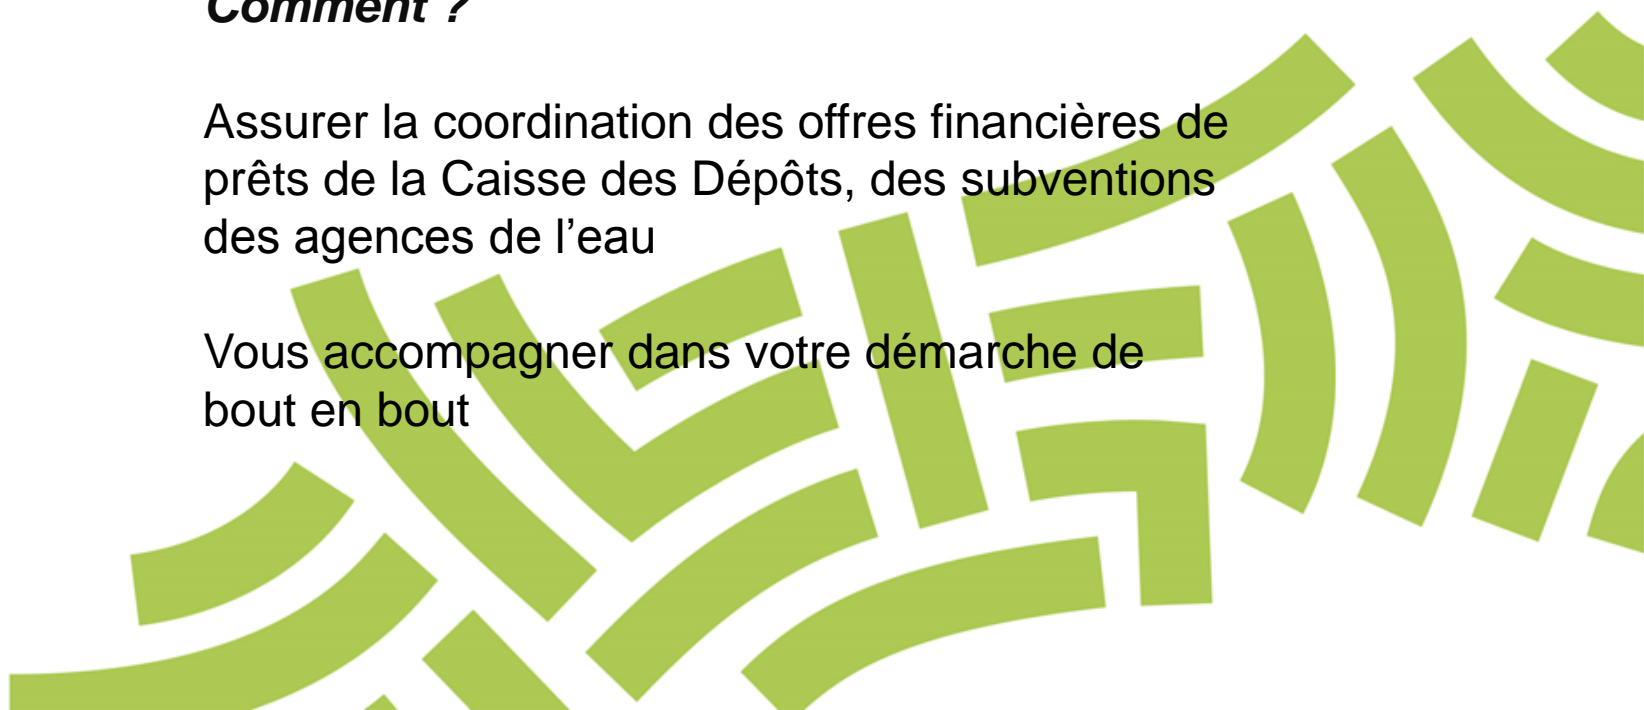 Comment ?
Assurer la coordination des offres financières de
prêts de la Caisse des Dépôts, des subventions
des agences de l’eau
Vous accompagner dans votre démarche de
bout en bout